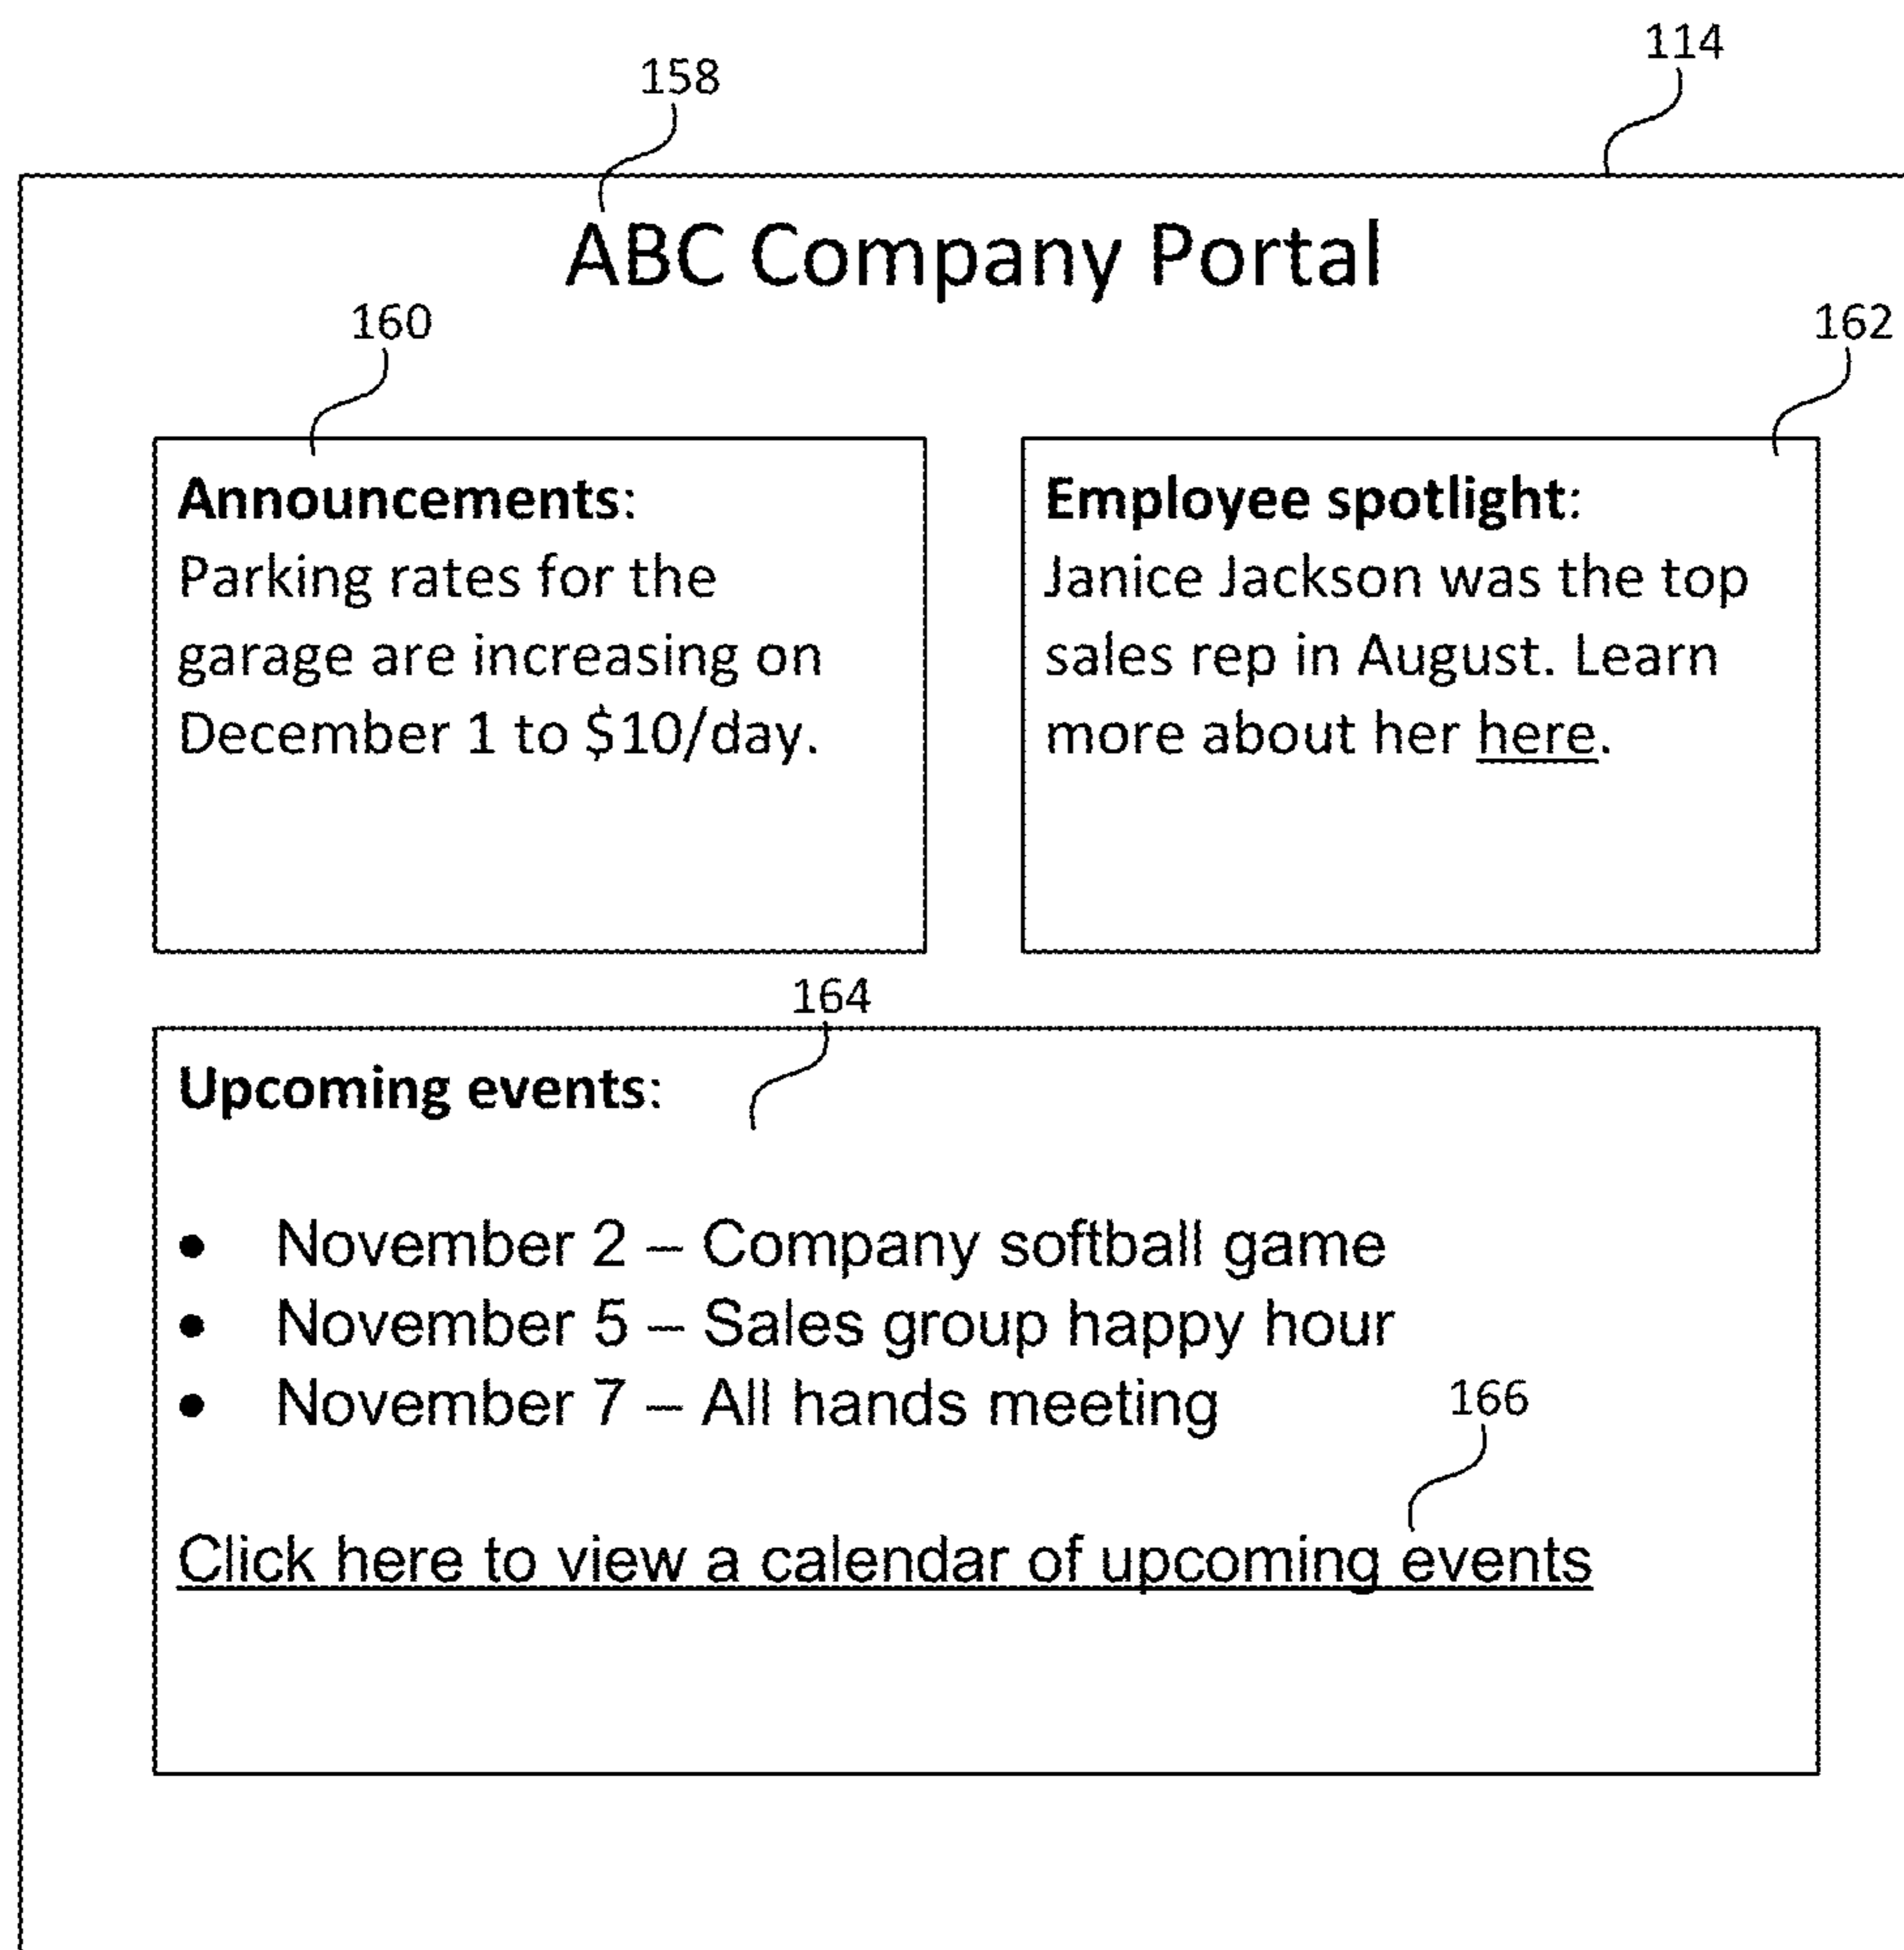 158
114
ABC Company Portal
160
162
Announcements:
Parking rates for the
garage are increasing on
December 1 to $10/day.
Employee spotlight:
Janice Jackson was the top
sales rep in August. Learn
more about her here.
164
Upcoming events:
• November 2 – Company softball game
• November 5 – Sales group happy hour
• November 7 – All hands meeting
166
Click here to view a calendar of upcoming events